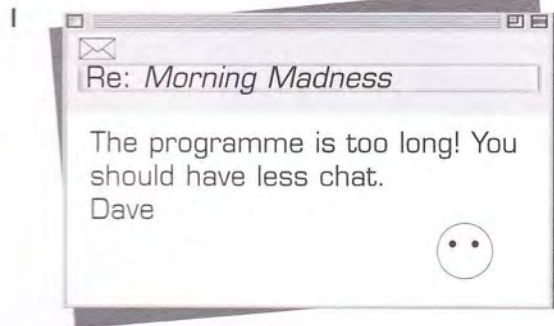 1
Re: Morning Madness
The programme is too long! You
should have less chat.
Dave